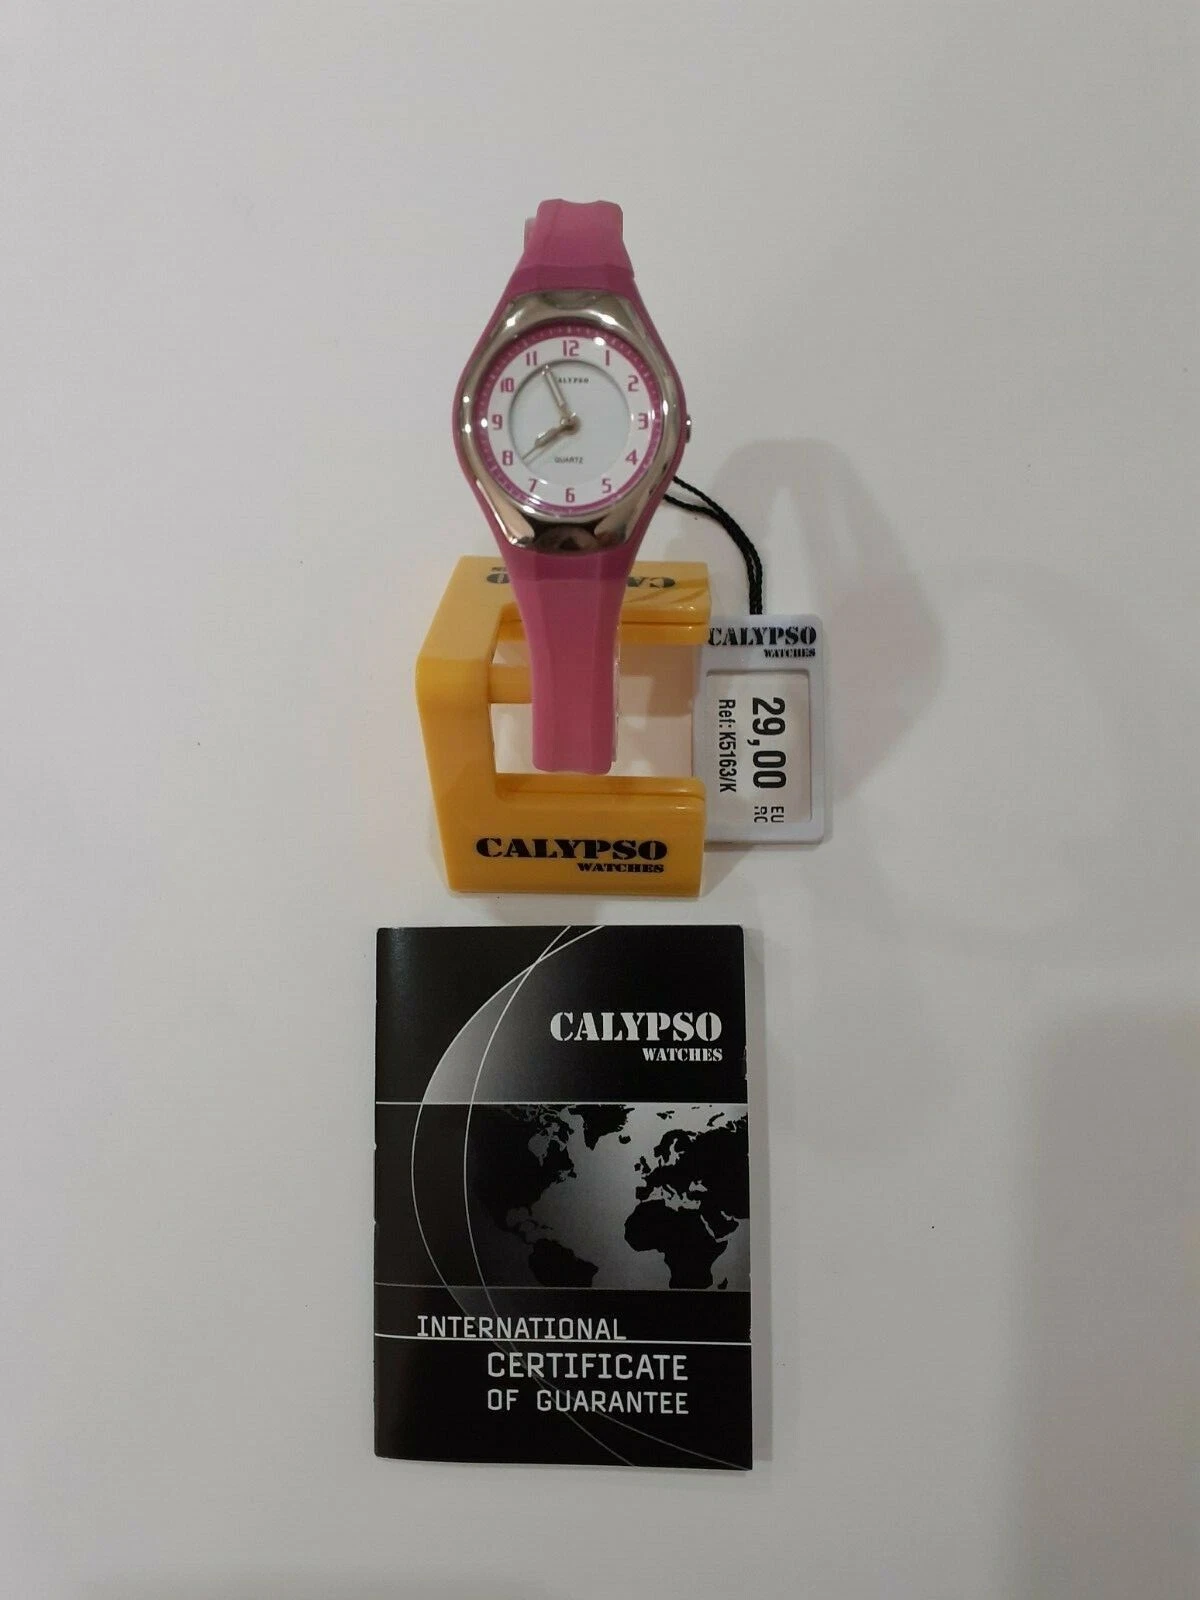 12
1
2
3
4
5
6
7
8
9
10
11
CALYPSO
QUARTZ
CALYPSO
CALYPSO
WATCHES
29,00
Ref: K5163/K
CALYPSO
WATCHES
CALYPSO
WATCHES
INTERNATIONAL
CERTIFICATE
OF GUARANTEE